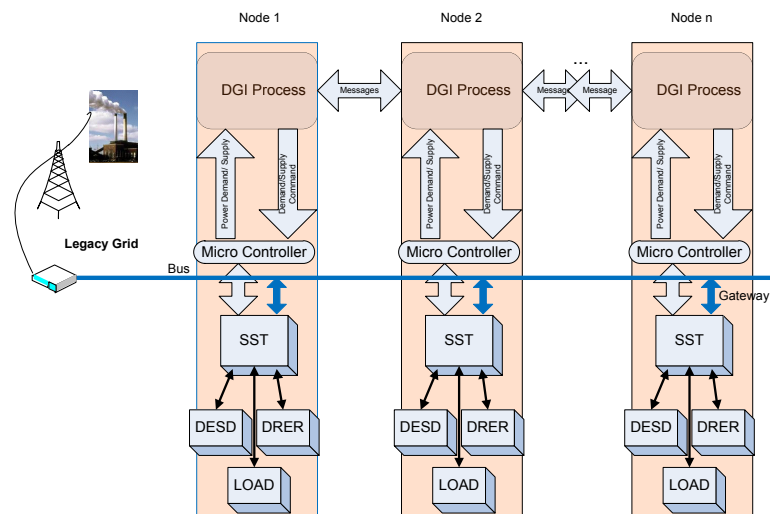 Node 1
Node 2
Node n
...
DGI Process
Messages
DGI Process
Message
Message
DGI Process
Power Demand/ Supply
Demand/Supply
Command
Power Demand/ Supply
Demand/Supply
Command
Power Demand/ Supply
Demand/Supply
Command
Legacy Grid
Micro Controller
Micro Controller
Micro Controller
Bus
Gateway
SST
SST
SST
DESD
DRER
DESD
DRER
DESD
DRER
LOAD
LOAD
LOAD